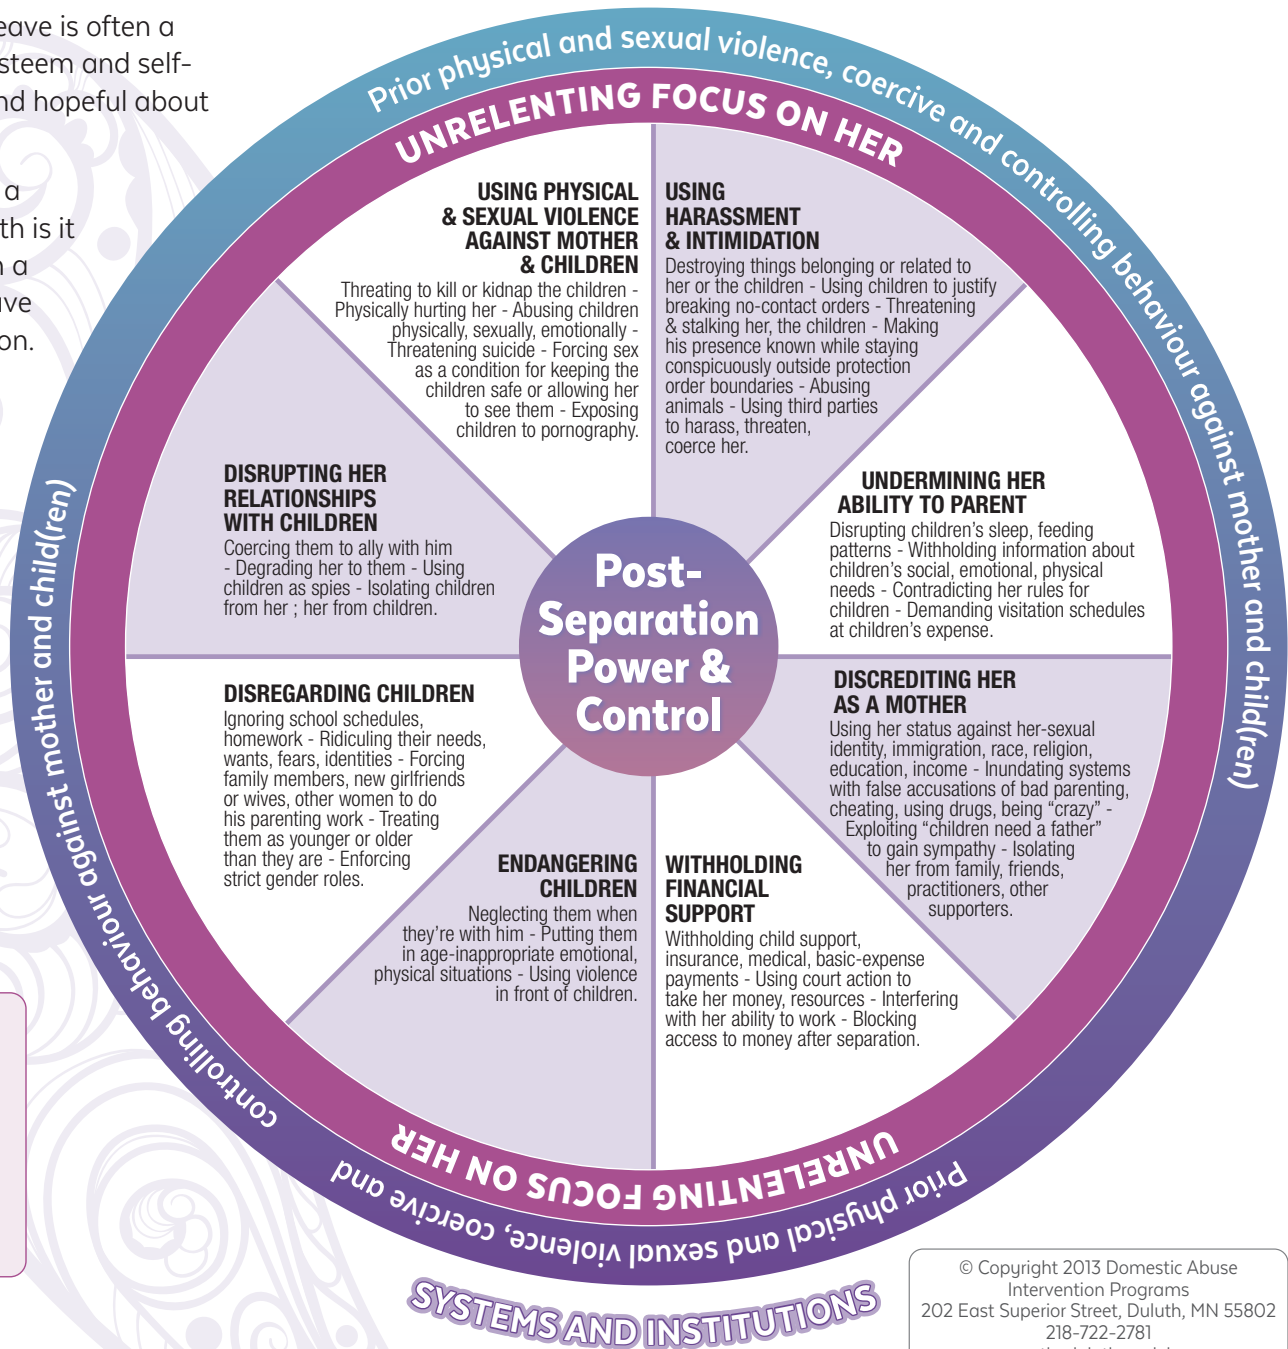 eave is often a
steem and self-
nd hopeful about
a
th is it
n a
ave
on.
Prior physical and sexual violence, coercive and controlling behaviour against mother and child(ren)
UNRELENTING FOCUS ON HER
USING PHYSICAL
& SEXUAL VIOLENCE
AGAINST MOTHER
& CHILDREN
Threating to kill or kidnap the children -
Physically hurting her - Abusing children
physically, sexually, emotionally -
Threatening suicide - Forcing sex
as a condition for keeping the
children safe or allowing her
to see them - Exposing
children to pornography.
USING
HARASSMENT
& INTIMIDATION
Destroying things belonging or related to
her or the children - Using children to justify
breaking no-contact orders - Threatening
& stalking her, the children - Making
his presence known while staying
conspicuously outside protection
order boundaries - Abusing
animals - Using third parties
to harass, threaten,
coerce her.
UNDERMINING HER
ABILITY TO PARENT
Disrupting children's sleep, feeding
patterns - Withholding information about
children's social, emotional, physical
needs - Contradicting her rules for
children - Demanding visitation schedules
at children's expense.
DISCREDITING HER
AS A MOTHER
Using her status against her-sexual
identity, immigration, race, religion,
education, income - Inundating systems
with false accusations of bad parenting,
cheating, using drugs, being "crazy" -
Exploiting "children need a father"
to gain sympathy - Isolating
her from family, friends,
practitioners, other
supporters.
WITHHOLDING
FINANCIAL
SUPPORT
Withholding child support,
insurance, medical, basic-expense
payments - Using court action to
take her money, resources - Interfering
with her ability to work - Blocking
access to money after separation.
ENDANGERING
CHILDREN
Neglecting them when
they're with him - Putting them
in age-inappropriate emotional,
physical situations - Using violence
in front of children.
DISREGARDING CHILDREN
Ignoring school schedules,
homework - Ridiculing their needs,
wants, fears, identities - Forcing
family members, new girlfriends
or wives, other women to do
his parenting work - Treating
them as younger or older
than they are - Enforcing
strict gender roles.
DISRUPTING HER
RELATIONSHIPS
WITH CHILDREN
Coercing them to ally with him
- Degrading her to them - Using
children as spies - Isolating children
from her ; her from children.
Post-
Separation
Power &
Control
UNRELENTING FOCUS ON HER
Prior physical and sexual violence, coercive and controlling behaviour against mother and child(ren)
SYSTEMS AND INSTITUTIONS
© Copyright 2013 Domestic Abuse
Intervention Programs
202 East Superior Street, Duluth, MN 55802
218-722-2781